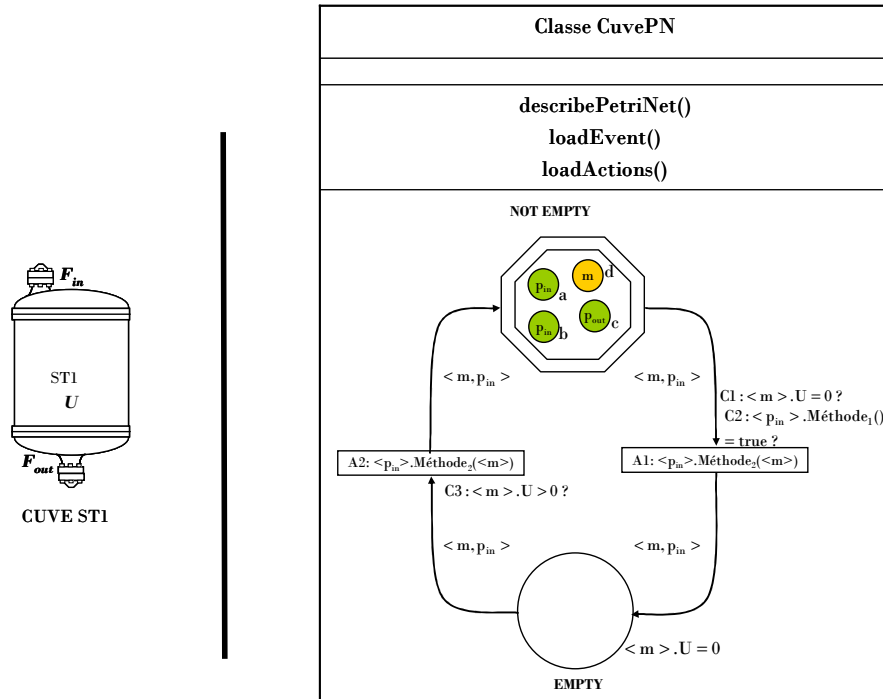 Classe CuvePN
describePetriNet()
loadEvent()
loadActions()
NOT EMPTY
F_in
ST1
U
F_out
CUVE ST1
p_in a
m d
p_in b
p_out c
< m, p_in >
< m, p_in >
C1 : < m > .U = 0 ?
C2: < p_in > .Méthode_1()
= true ?
A2: <p_in>.Méthode_2(<m>)
A1: <p_in>.Méthode_2(<m>)
C3 : < m > .U > 0 ?
< m, p_in >
< m, p_in >
< m > .U = 0
EMPTY